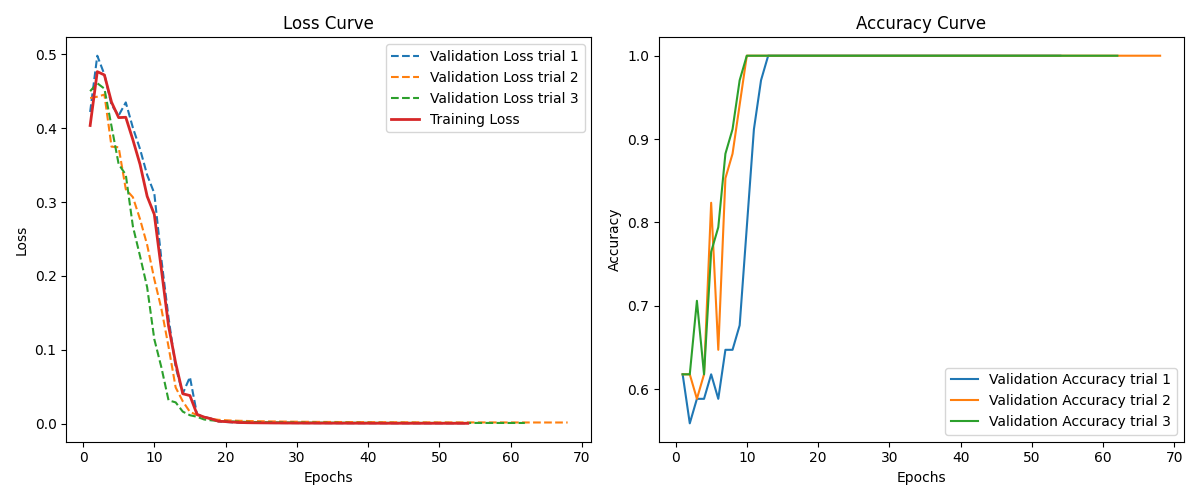 Loss Curve
Validation Loss trial 1
Validation Loss trial 2
Validation Loss trial 3
Training Loss
Loss
0.5
0.4
0.3
0.2
0.1
0.0
0 10 20 30 40 50 60 70
Epochs
Accuracy Curve
Accuracy
1.0
0.9
0.8
0.7
0.6
Validation Accuracy trial 1
Validation Accuracy trial 2
Validation Accuracy trial 3
0 10 20 30 40 50 60 70
Epochs